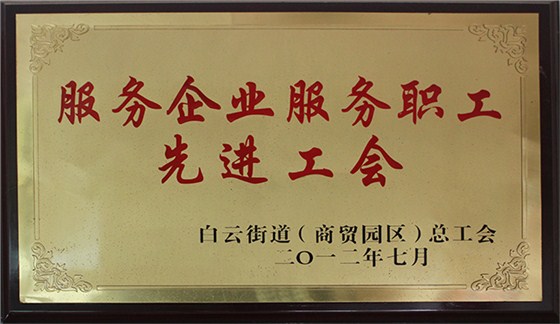 服务企业服务职工
先进工会
白云街道(商贸园区)总工会
二〇一二年七月